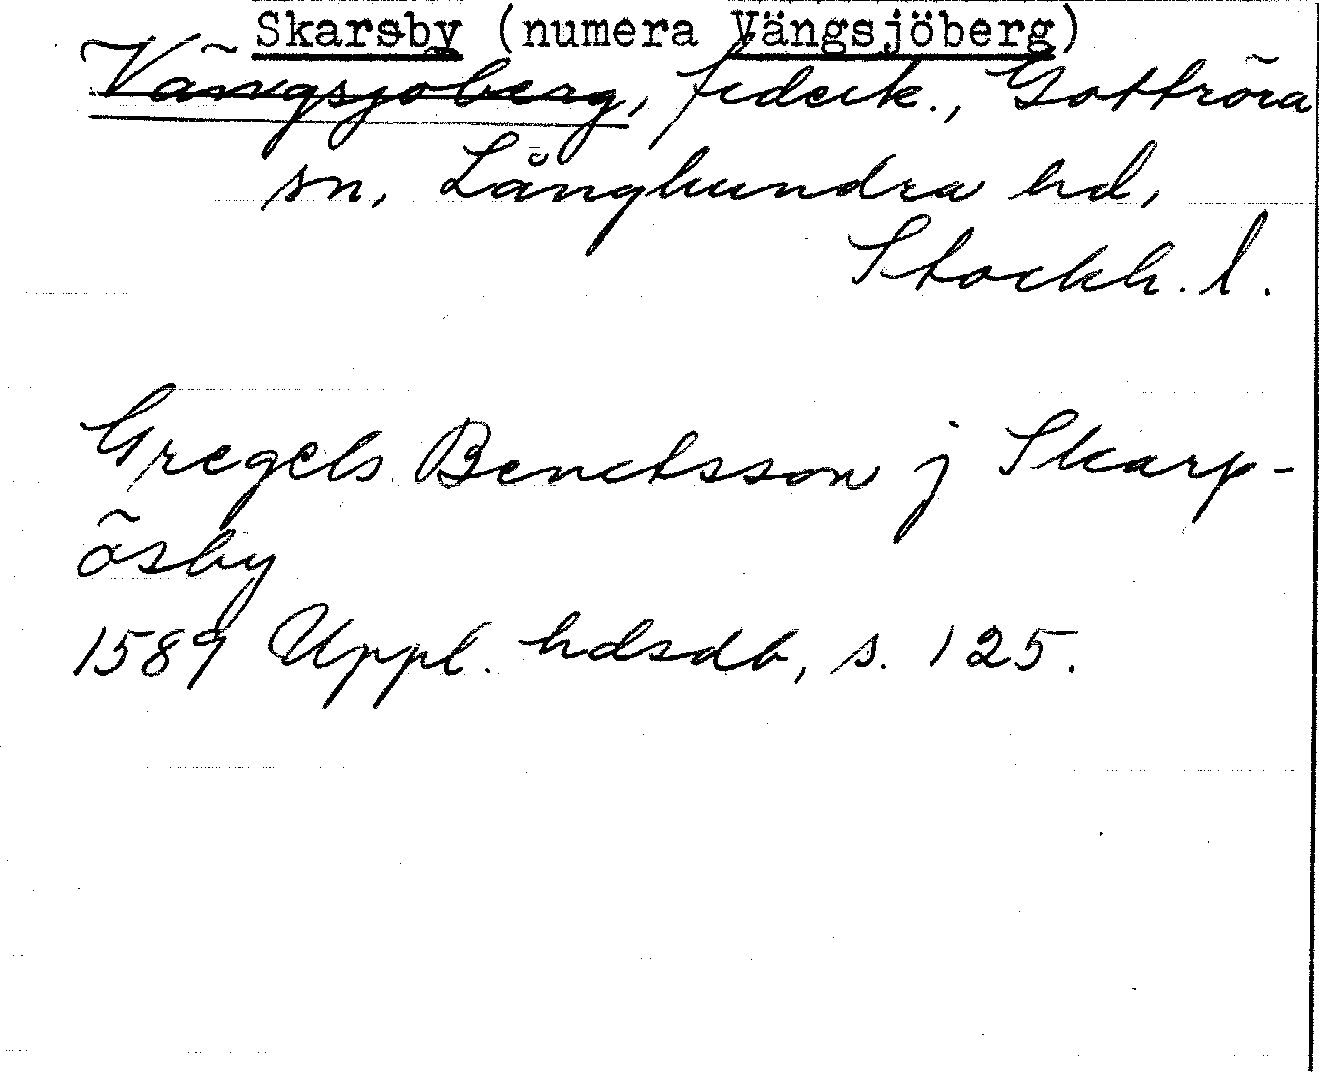 Skarsby (numera Vängsjöberg)
Vängsjöberg, fideik., Gottröra
sn, Långhundra hd,
Stockh. l.
Gregels Benctsson j Skarp-
åsby
1589 Uppl. hdsdb, s. 125.